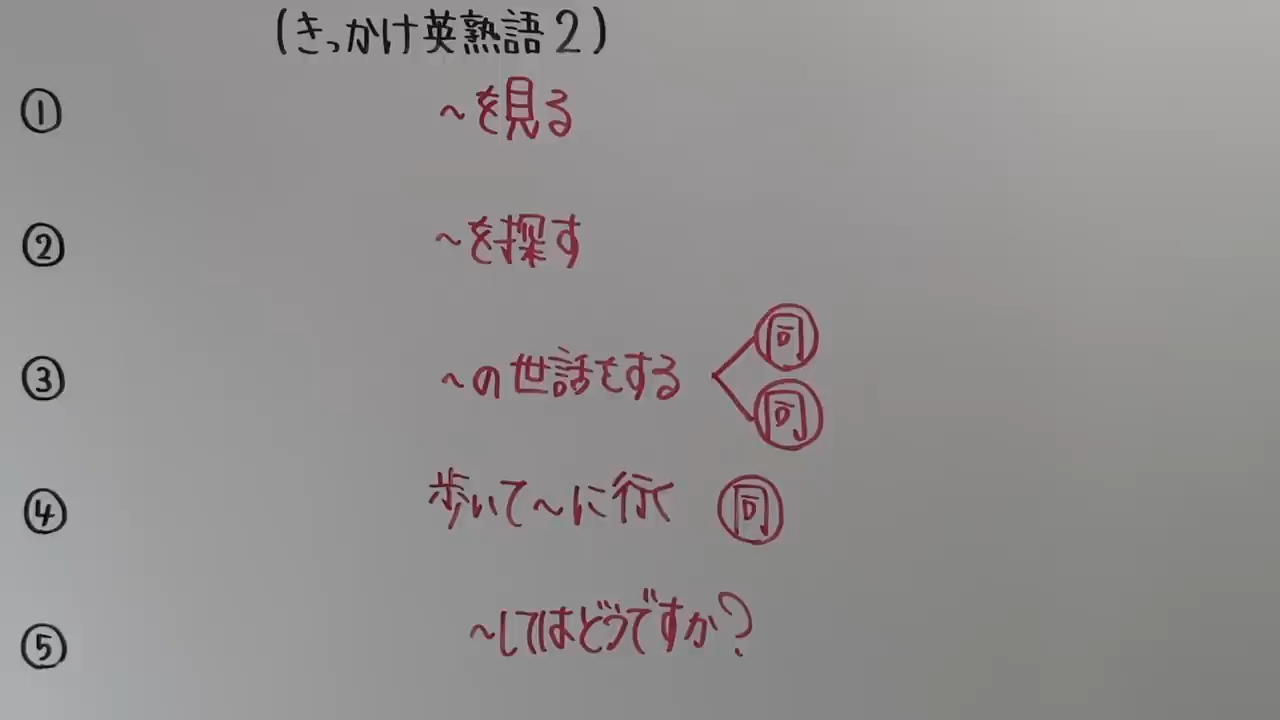 (きっかけ英熟語2)
① ～を見る
② ～を探す
③ ～の世話をする 同 同
④ 歩いて～に行く 同
⑤ ～してはどうですか?